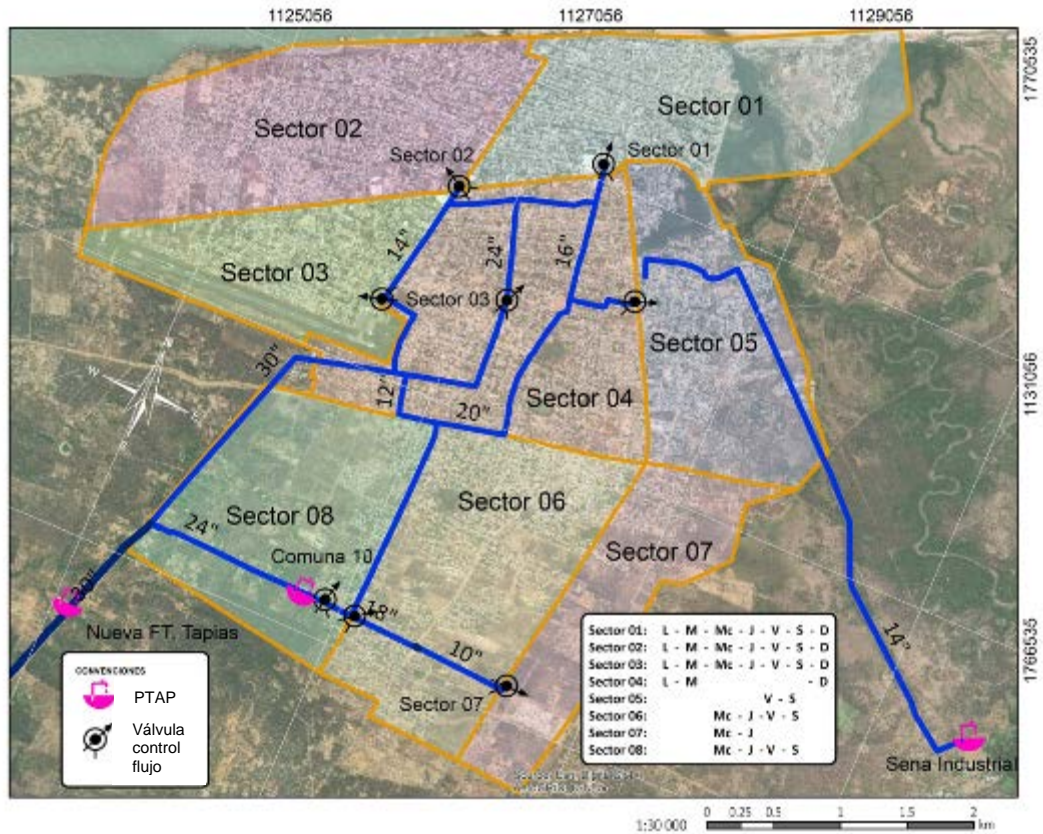 1125056
1127056
1129056
1770535
Sector 01
Sector 02
Sector 02
Sector 01
14"
24"
16"
Sector 03
Sector 03
Sector 05
30"
1131056
12"
20"
Sector 04
W
Sector 06
Sector 08
24"
Sector 07
Comuna 10
18"
Nueva FT. Tapias
10"
14"
1766535
Sector 07
CONVENCIONES
PTAP
Válvula
control
flujo
Sector 01: L - M - Mc - J - V - S - D
Sector 02: L - M - Mc - J - V - S - D
Sector 03: L - M - Mc - J - V - S - D
Sector 04: L - M - D
Sector 05: V - S
Sector 06: Mc - J - V - S
Sector 07: Mc - J
Sector 08: Mc - J - V - S
Sena Industrial
1:30 000
0 0.25 0.5 1 1.5 2
km